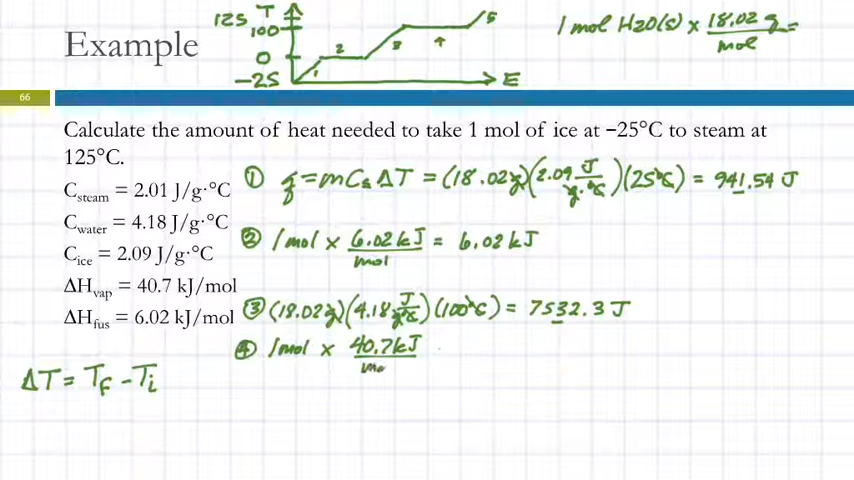 125 T
100
0
-25
1
2
3
4
5
E
1 mol H2O(s) × 18.02 g =
mol
Example
66
Calculate the amount of heat needed to take 1 mol of ice at −25°C to steam at
125°C.
Csteam = 2.01 J/g·°C
Cwater = 4.18 J/g·°C
Cice = 2.09 J/g·°C
ΔHvap = 40.7 kJ/mol
ΔHfus = 6.02 kJ/mol
① q = mCsΔT = (18.02g)(2.09 J/g·°C)(25°C) = 941.54 J
② 1 mol × 6.02 kJ/mol = 6.02 kJ
③ (18.02g)(4.18 J/g°C)(100°C) = 7532.3 J
④ 1 mol × 40.7 kJ
mo
ΔT = Tf - Ti